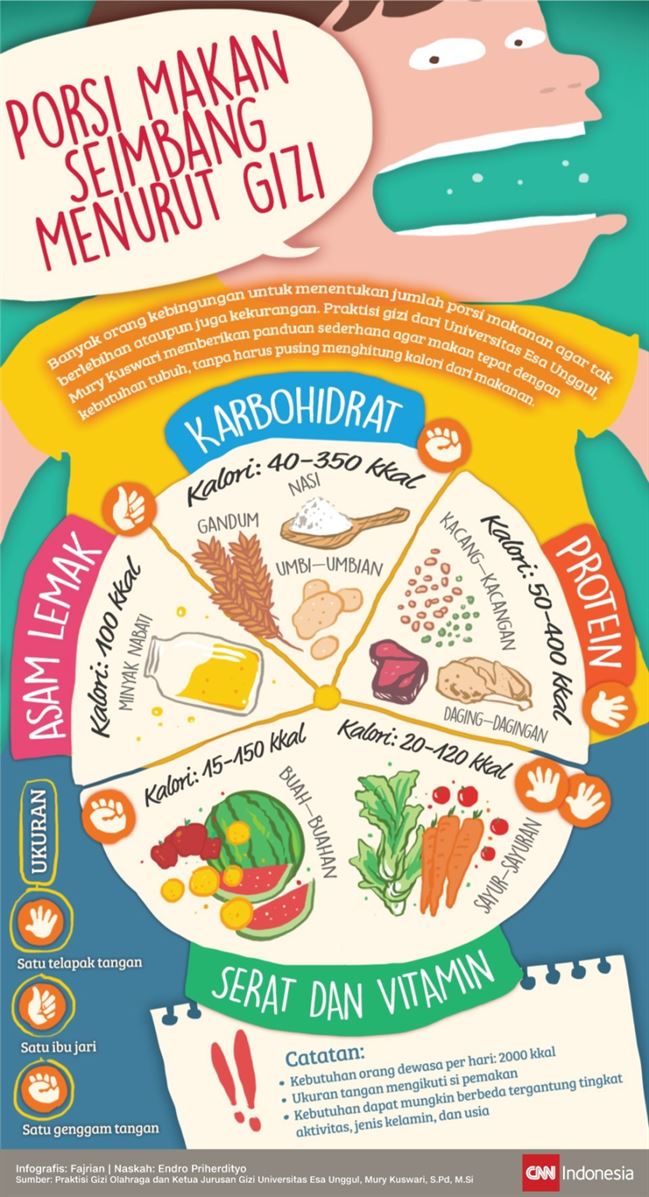 PORSI MAKAN
SEIMBANG
MENURUT GIZI
Banyak orang kebingungan untuk menentukan jumlah porsi makanan agar tak
berlebihan ataupun juga kekurangan. Praktisi gizi dari Universitas Esa Unggul,
Mury Kuswari memberikan panduan sederhana agar makan tepat dengan
kebutuhan tubuh, tanpa harus pusing menghitung kalori dari makanan.
KARBOHIDRAT
Kalori: 40-350 kkal
NASI
GANDUM
UMBI-UMBIAN
PROTEIN
Kalori: 50-400 kkal
KACANG-KACANGAN
DAGING-DAGINGAN
ASAM LEMAK
Kalori: 100 kkal
MINYAK NABATI
Kalori: 15-150 kkal
BUAH-BUAHAN
Kalori: 20-120 kkal
SAYUR-SAYURAN
SERAT DAN VITAMIN
UKURAN
Satu telapak tangan
Satu ibu jari
Satu genggam tangan
Catatan:
• Kebutuhan orang dewasa per hari: 2000 kkal
• Ukuran tangan mengikuti si pemakan
• Kebutuhan dapat mungkin berbeda tergantung tingkat
aktivitas, jenis kelamin, dan usia
Infografis: Fajrian | Naskah: Endro Priherdityo
Sumber: Praktisi Gizi Olahraga dan Ketua Jurusan Gizi Universitas Esa Unggul, Mury Kuswari, S.Pd, M.Si
CNN Indonesia